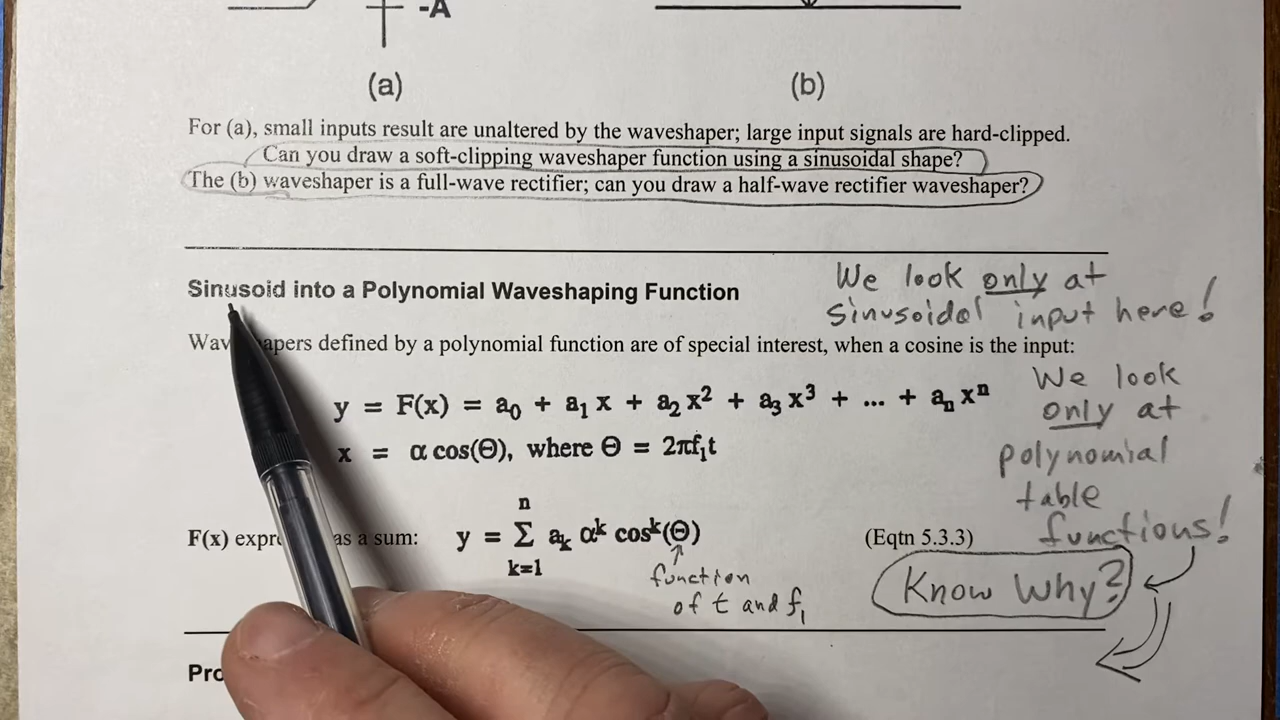 -A
(a)
(b)
For (a), small inputs result are unaltered by the waveshaper; large input signals are hard-clipped.
Can you draw a soft-clipping waveshaper function using a sinusoidal shape?
The (b) waveshaper is a full-wave rectifier; can you draw a half-wave rectifier waveshaper?
Sinusoid into a Polynomial Waveshaping Function
We look only at
sinusoidal input here!
defined by a polynomial function are of special interest, when a cosine is the input:
y = F(x) = a₀ + a₁ x + a₂ x² + a₃ x³ + ... + aₙ xⁿ
x = α cos(Θ), where Θ = 2πf₁t
We look
only at
polynomial
table
functions!
F(x) as a sum: y = Σ aₖ αᵏ cosᵏ(Θ)
n
k=1
(Eqtn 5.3.3)
function
of t and f₁
Know Why?